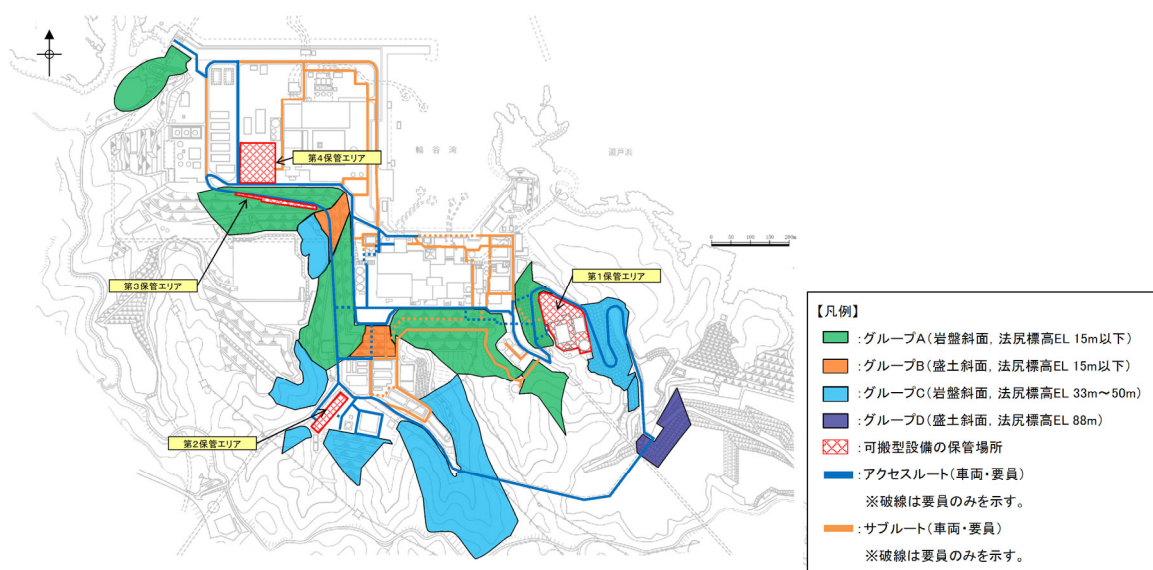 輪谷湾
瀬戸浜
第4保管エリア
第3保管エリア
第1保管エリア
第2保管エリア
0 50 100 150 200m
【凡例】
:グループA(岩盤斜面, 法尻標高EL 15m以下)
:グループB(盛土斜面, 法尻標高EL 15m以下)
:グループC(岩盤斜面, 法尻標高EL 33m~50m)
:グループD(盛土斜面, 法尻標高EL 88m)
:可搬型設備の保管場所
:アクセスルート(車両・要員)
※破線は要員のみを示す。
:サブルート(車両・要員)
※破線は要員のみを示す。